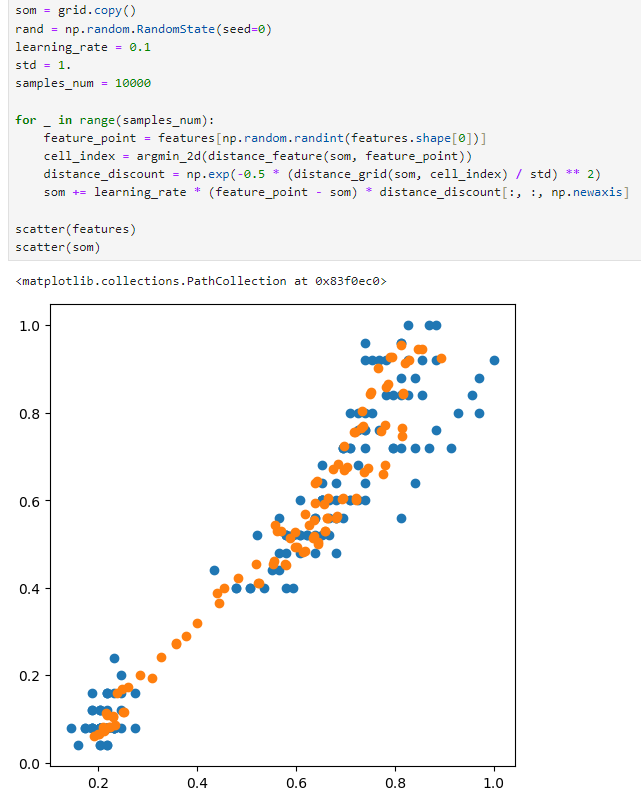 som = grid.copy()
rand = np.random.RandomState(seed=0)
learning_rate = 0.1
std = 1.
samples_num = 10000
for _ in range(samples_num):
feature_point = features[np.random.randint(features.shape[0])]
cell_index = argmin_2d(distance_feature(som, feature_point))
distance_discount = np.exp(-0.5 * (distance_grid(som, cell_index) / std) ** 2)
som += learning_rate * (feature_point - som) * distance_discount[:, :, np.newaxis]
scatter(features)
scatter(som)
<matplotlib.collections.PathCollection at 0x83f0ec0>
1.0
0.8
0.6
0.4
0.2
0.0
0.2 0.4 0.6 0.8 1.0